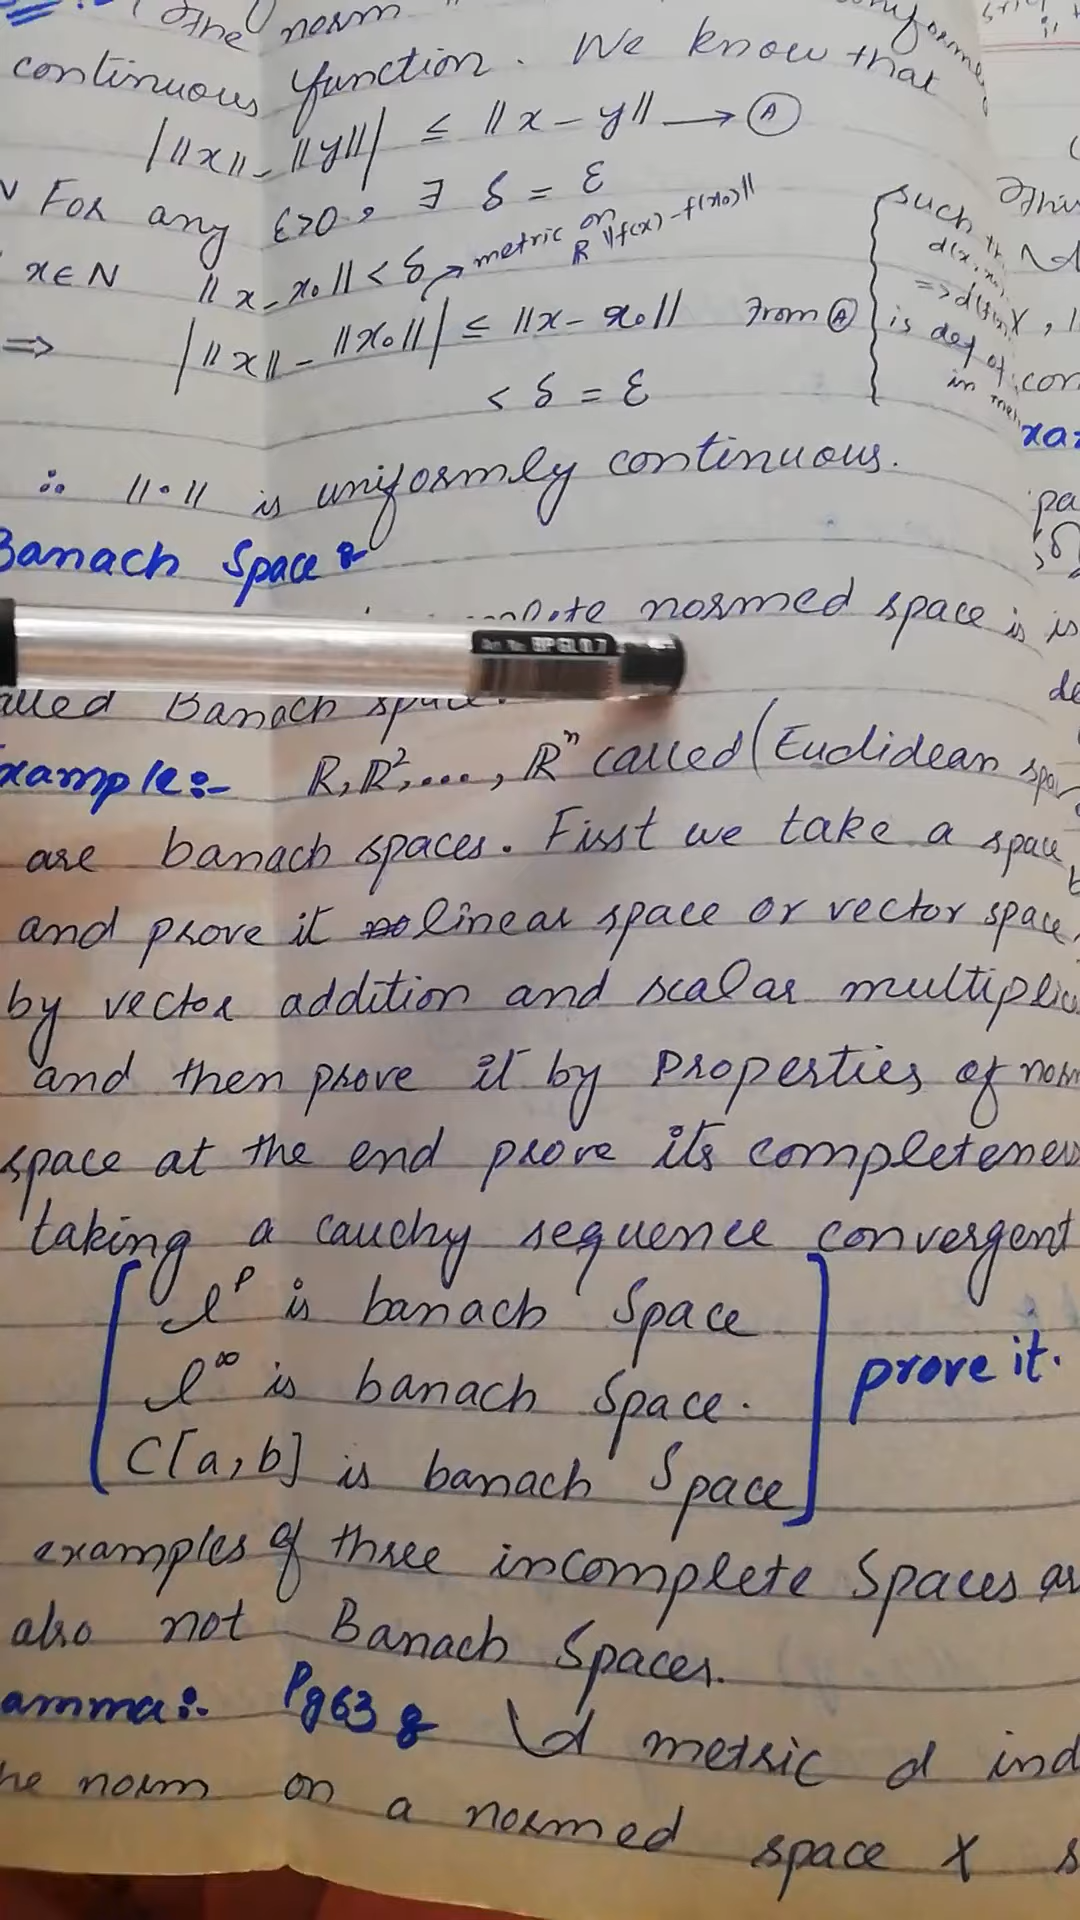 The norm
continuous function. We know that
| ||x|| - ||y|| | ≤ ||x - y|| → Ⓐ
For any ε>0, ∃ δ = ε
x∈N ||x - x₀|| < δ → metric on R ||f(x) - f(x₀)||
⇒ | ||x|| - ||x₀|| | ≤ ||x - x₀|| From Ⓐ
< δ = ε
such
is def of
in
∴ ||·|| is uniformly continuous.
Banach Space :-
normed space is
Banach space.
Example:- R, R², ..., Rⁿ called (Euclidean
are banach spaces. First we take a space
and prove it linear space or vector space,
by vector addition and scalar
and then prove it by Properties of
space at the end prove its completeness
taking a cauchy sequence convergent
lᵖ is banach Space
l^∞ is banach Space.
C[a, b] is banach Space
prove it.
examples of three incomplete Spaces
also not Banach Spaces.
Pg 63 :- A metric d
norm on a normed space X